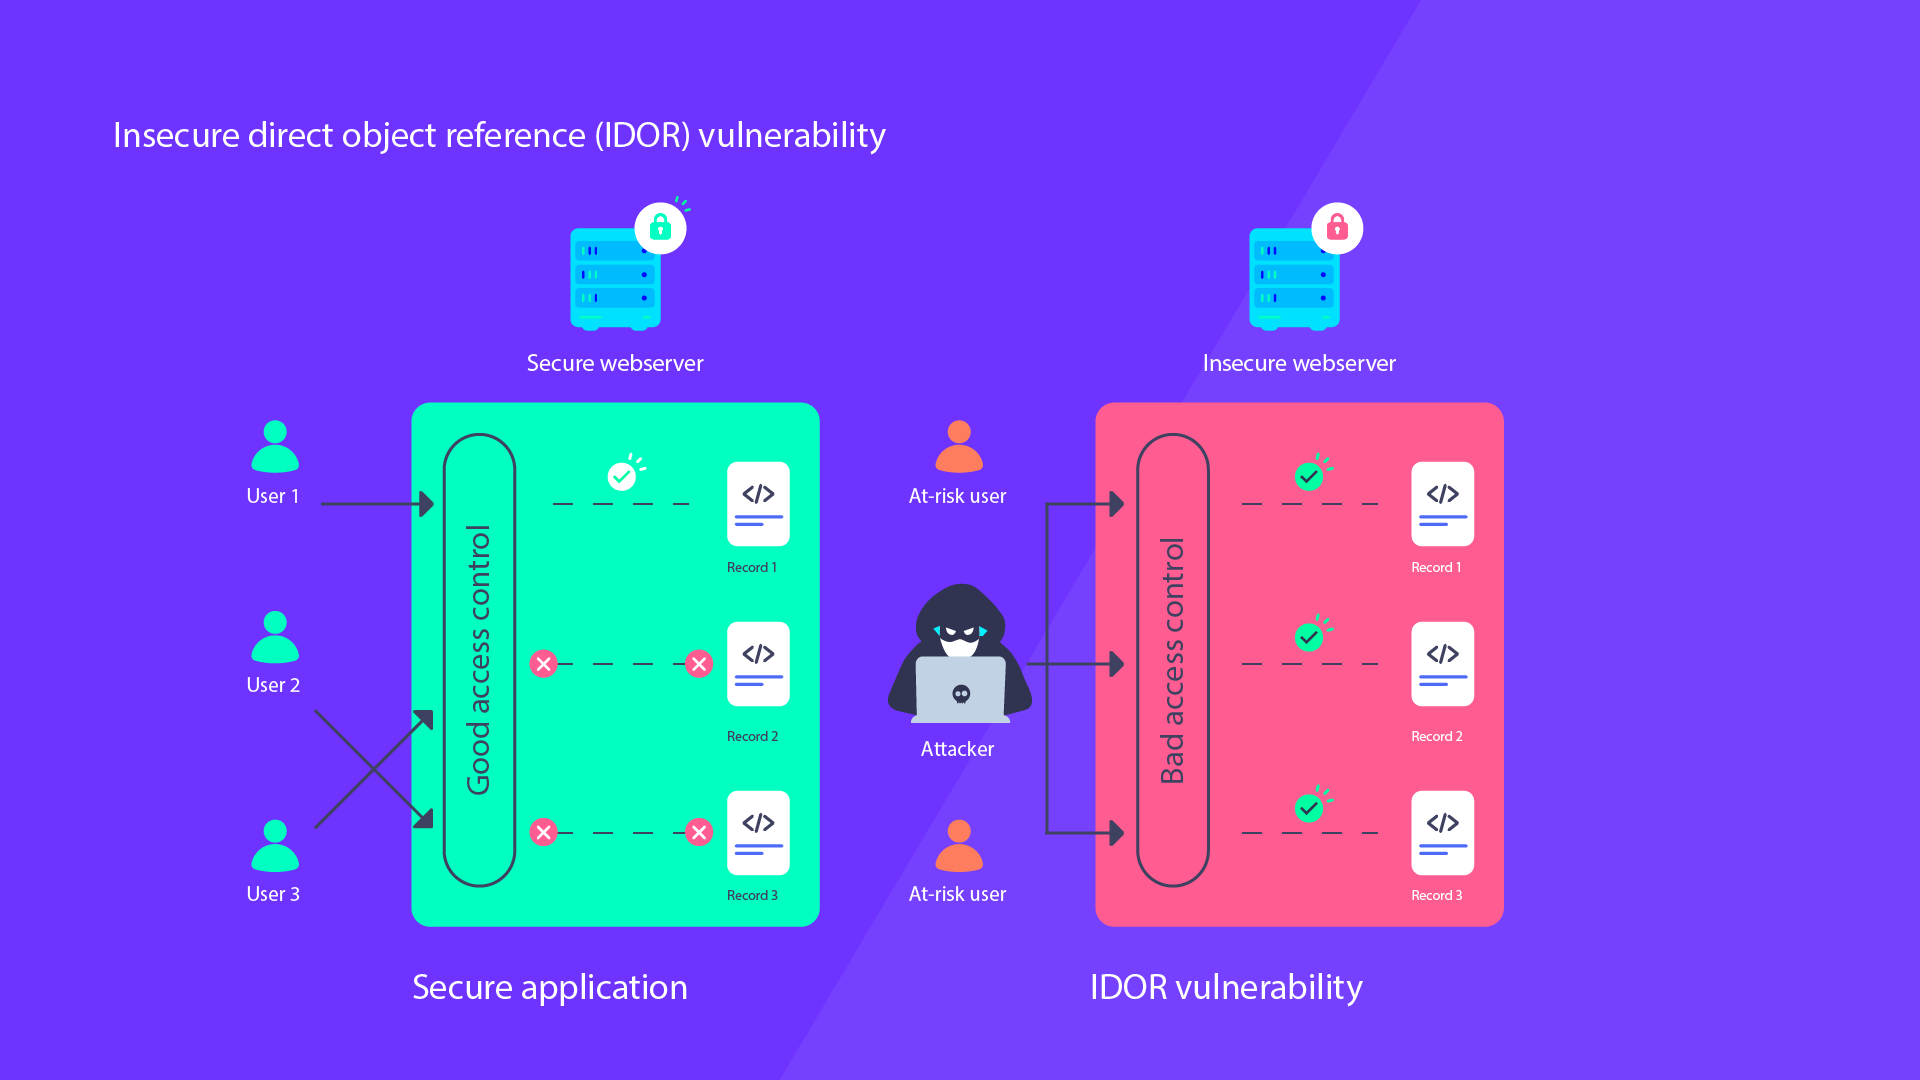 Insecure direct object reference (IDOR) vulnerability
Secure webserver
User 1
User 2
User 3
Good access control
Record 1
Record 2
Record 3
Secure application
Insecure webserver
At-risk user
Attacker
At-risk user
Bad access control
Record 1
Record 2
Record 3
IDOR vulnerability